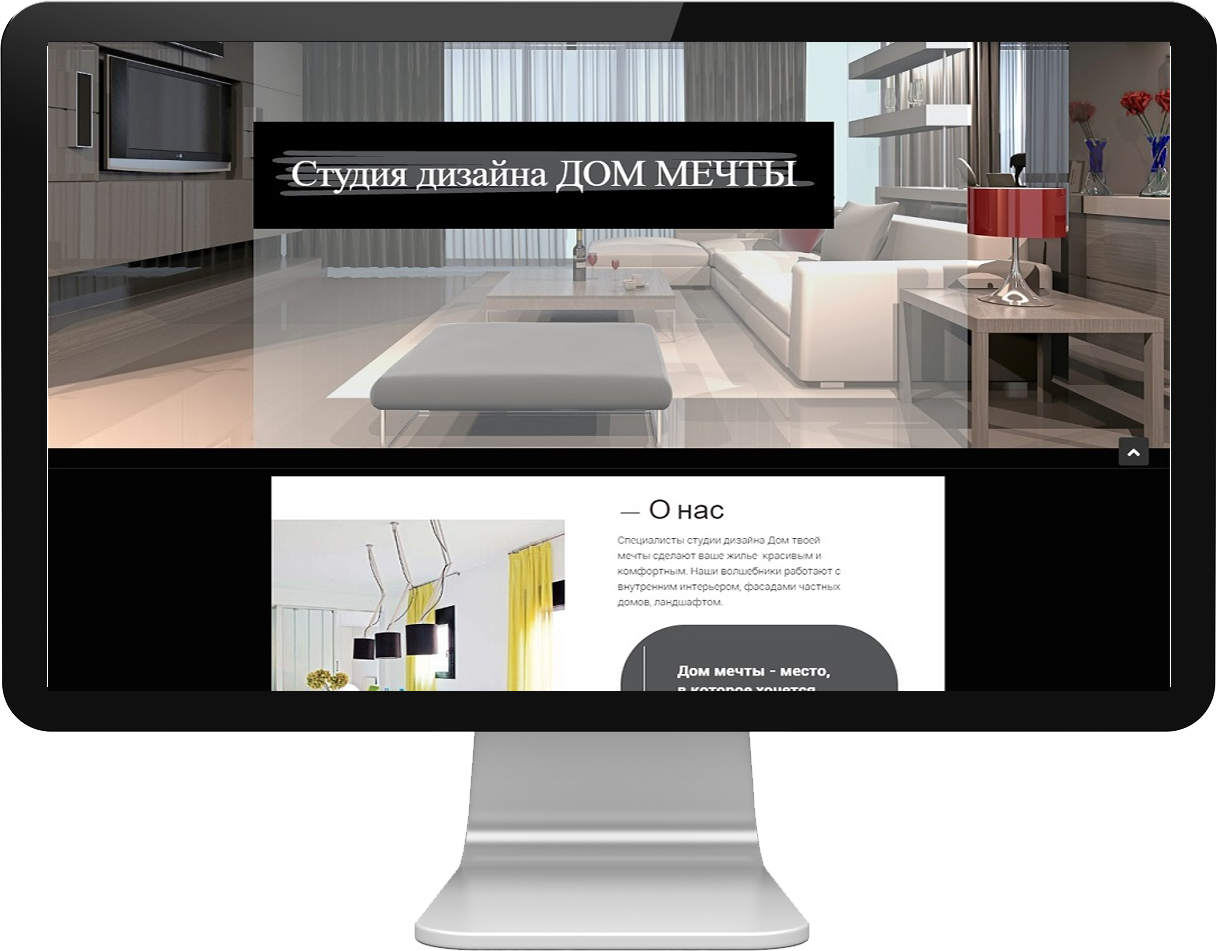 Студия дизайна ДОМ МЕЧТЫ
— О нас
Специалисты студии дизайна Дом твоей
мечты сделают ваше жилье красивым и
комфортным. Наши волшебники работают с
внутренним интерьером, фасадами частных
домов, ландшафтом.
Дом мечты - место,
в которое хочется